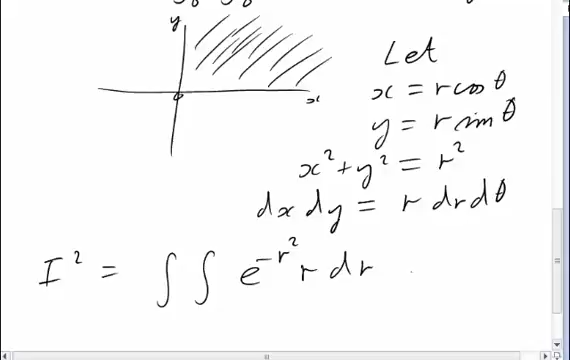 y
x
Let
x = r cos θ
y = r sin θ
x² + y² = r²
dx dy = r dr dθ
I² = ∫ ∫ e^{-r²} r dr